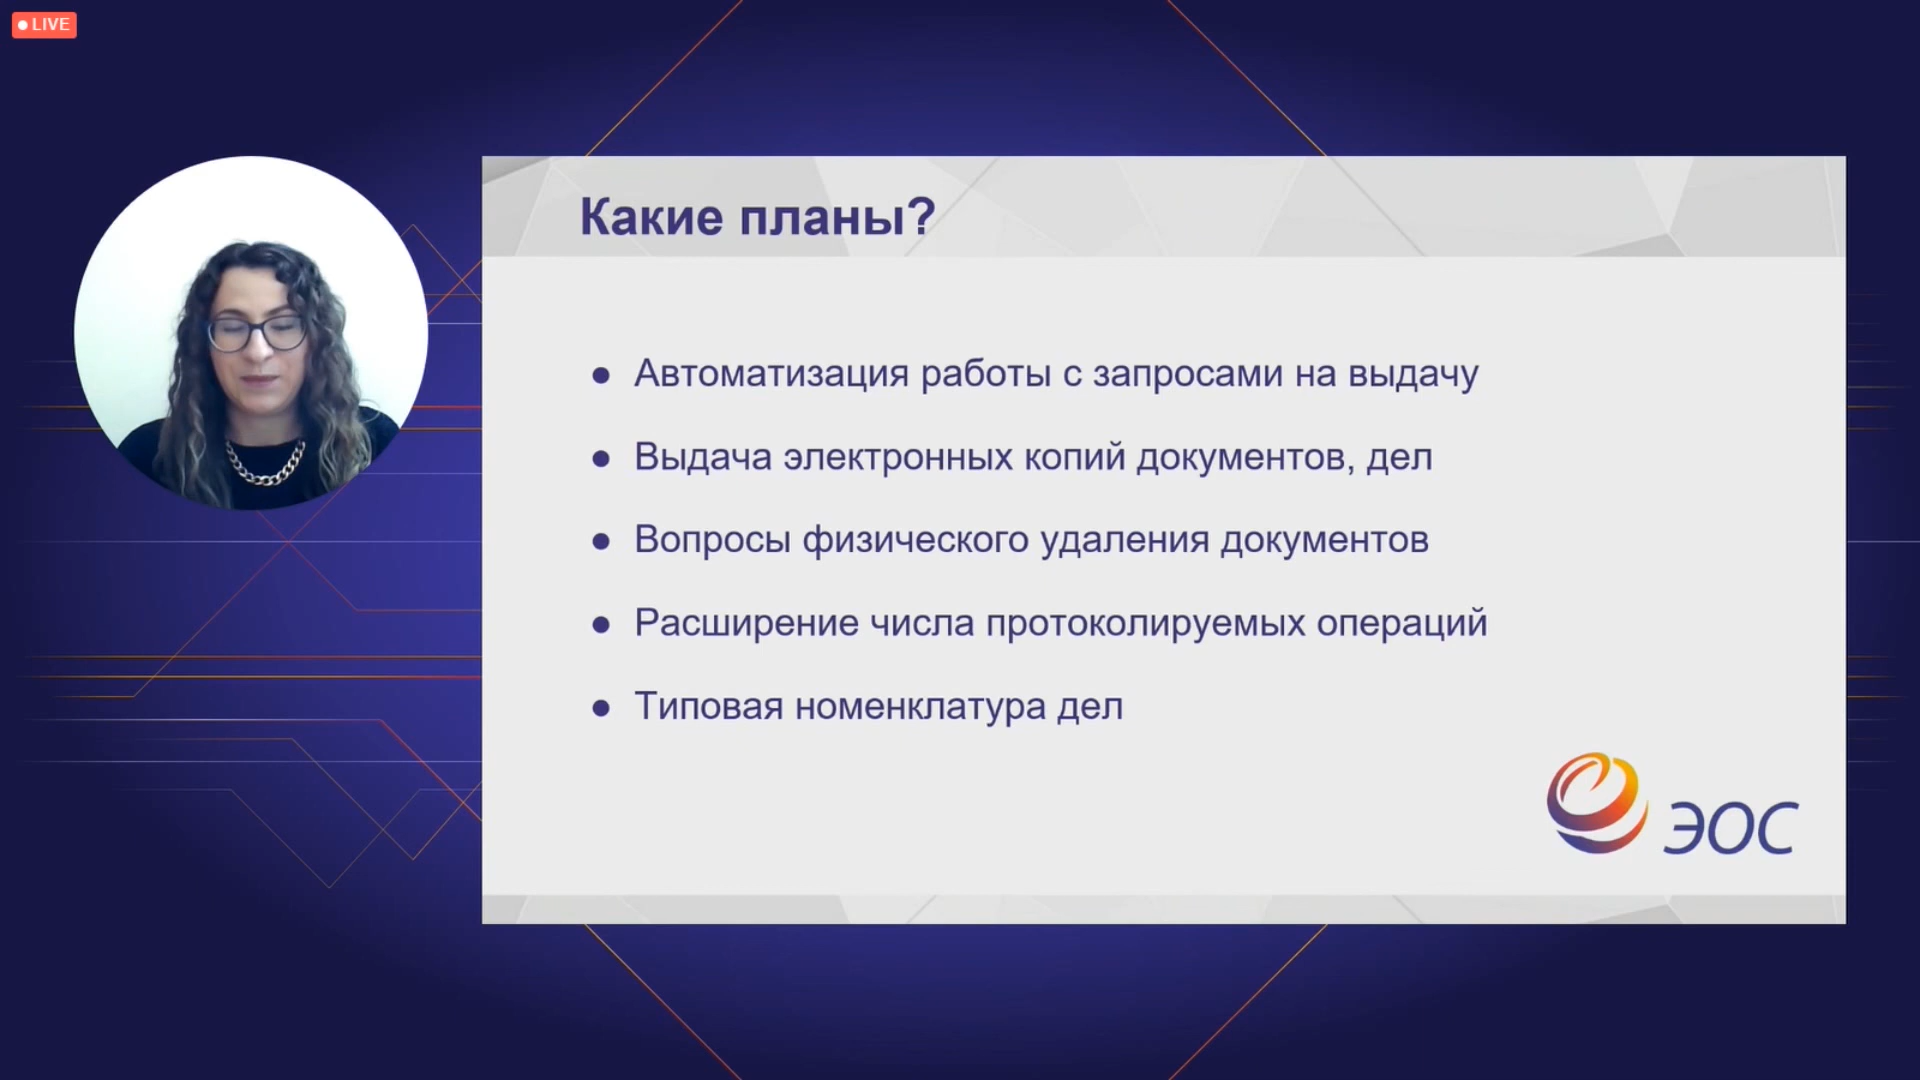 LIVE
Какие планы?
● Автоматизация работы с запросами на выдачу
● Выдача электронных копий документов, дел
● Вопросы физического удаления документов
● Расширение числа протоколируемых операций
● Типовая номенклатура дел
ЭОС